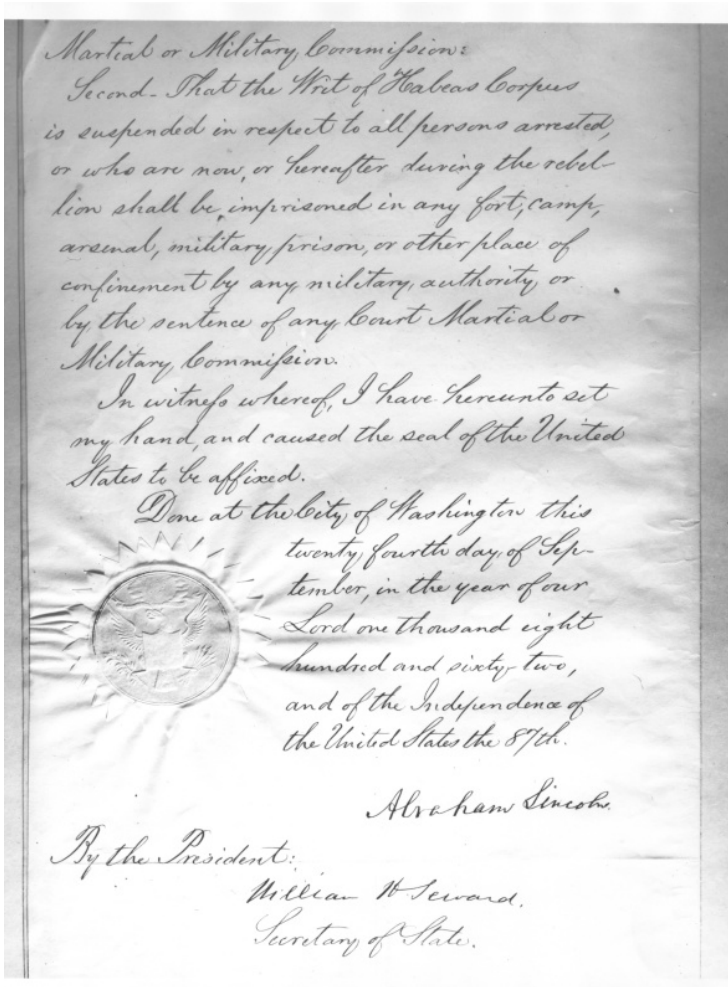 Martial or Military Commission:
Second- That the Writ of Habeas Corpus
is suspended in respect to all persons arrested,
or who are now, or hereafter during the rebel-
lion shall be, imprisoned in any fort, camp,
arsenal, military prison, or other place of
confinement by any military authority or
by the sentence of any Court Martial or
Military Commission.
In witness whereof, I have hereunto set
my hand, and caused the seal of the United
States to be affixed.
Done at the City of Washington this
twenty fourth day of Sep-
tember, in the year of our
Lord one thousand eight
hundred and sixty-two,
and of the Independence of
the United States the 87th.
Abraham Lincoln.
By the President:
William H Seward.
Secretary of State.